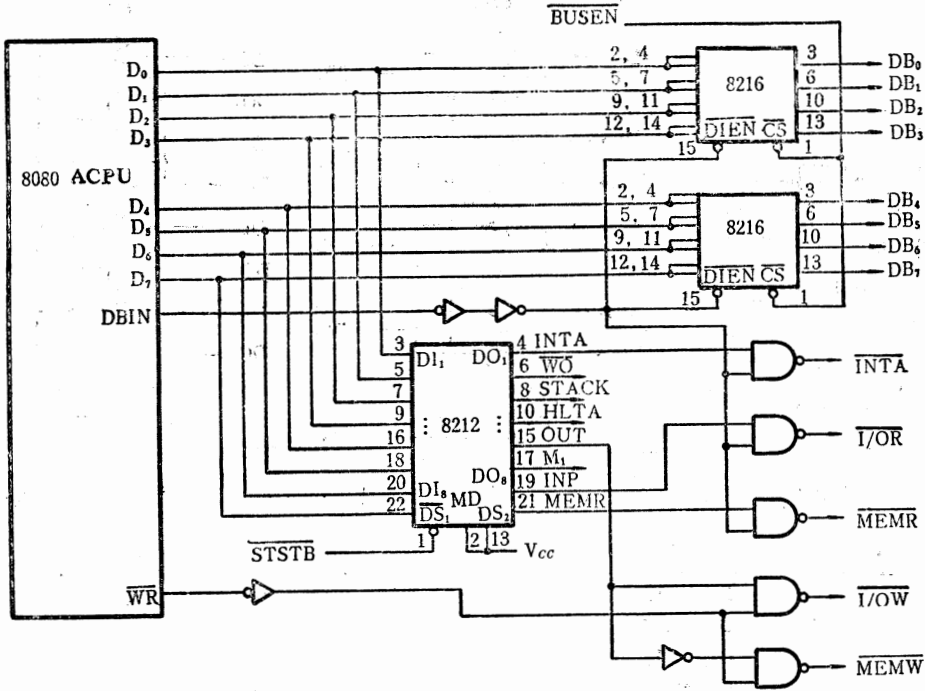 BUSEN
8080 ACPU
D₀
D₁
D₂
D₃
D₄
D₅
D₆
D₇
DBIN
WR
2, 4
5, 7
9, 11
12, 14
15
8216
DIEN CS
3
6
10
13
1
DB₀
DB₁
DB₂
DB₃
2, 4
5, 7
9, 11
12, 14
15
8216
DIEN CS
3
6
10
13
1
DB₄
DB₅
DB₆
DB₇
3
5
7
9
16
18
20
22
DI₁
DO₁
⋮ 8212 ⋮
DO₈
DI₈ MD
DS₁ DS₂
1
2
13
STSTB
Vcc
4 INTA
6 WO
8 STACK
10 HLTA
15 OUT
17 M₁
19 INP
21 MEMR
INTA
I/OR
MEMR
I/OW
MEMW